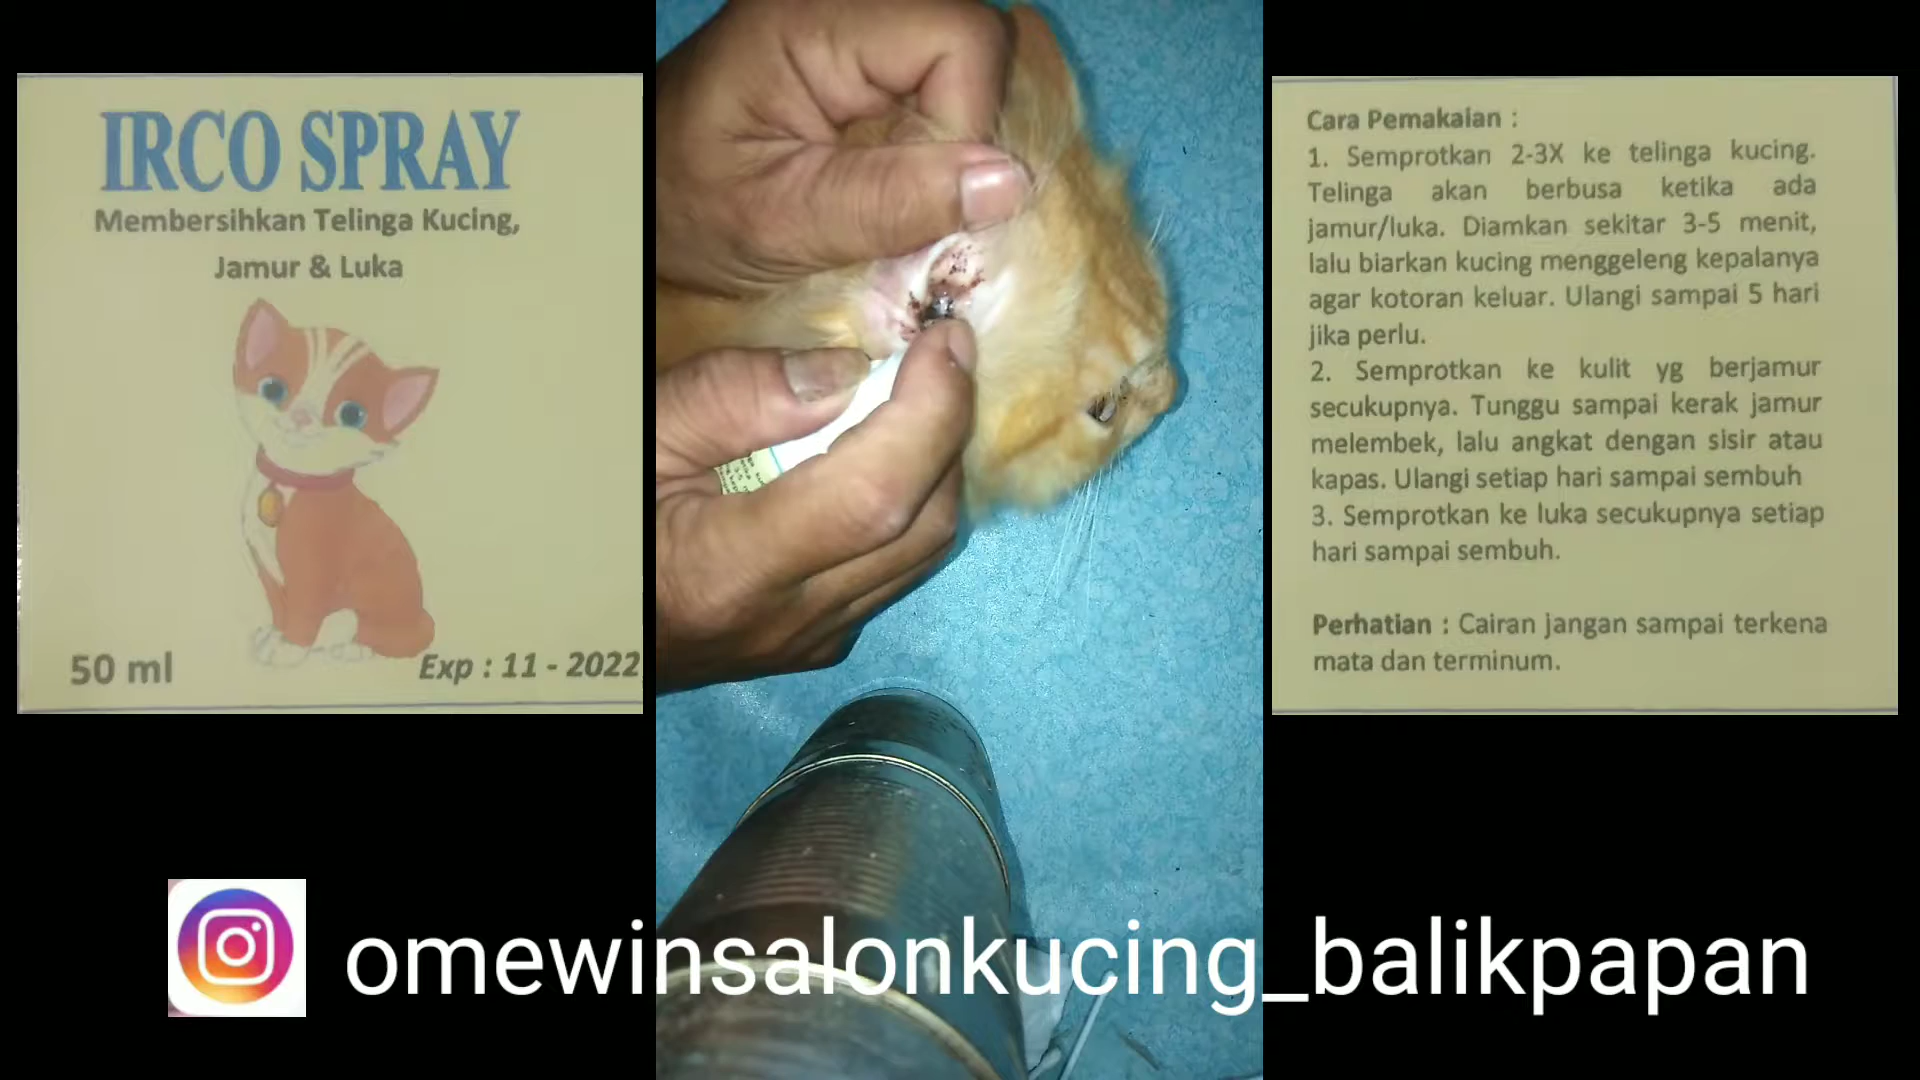 IRCO SPRAY
Membersihkan Telinga Kucing,
Jamur & Luka
50 ml
Exp : 11 - 2022
Cara Pemakaian :
1. Semprotkan 2-3X ke telinga kucing.
Telinga akan berbusa ketika ada
jamur/luka. Diamkan sekitar 3-5 menit,
lalu biarkan kucing menggeleng kepalanya
agar kotoran keluar. Ulangi sampai 5 hari
jika perlu.
2. Semprotkan ke kulit yg berjamur
secukupnya. Tunggu sampai kerak jamur
melembek, lalu angkat dengan sisir atau
kapas. Ulangi setiap hari sampai sembuh
3. Semprotkan ke luka secukupnya setiap
hari sampai sembuh.
Perhatian : Cairan jangan sampai terkena
mata dan terminum.
omewinsalonkucing_balikpapan